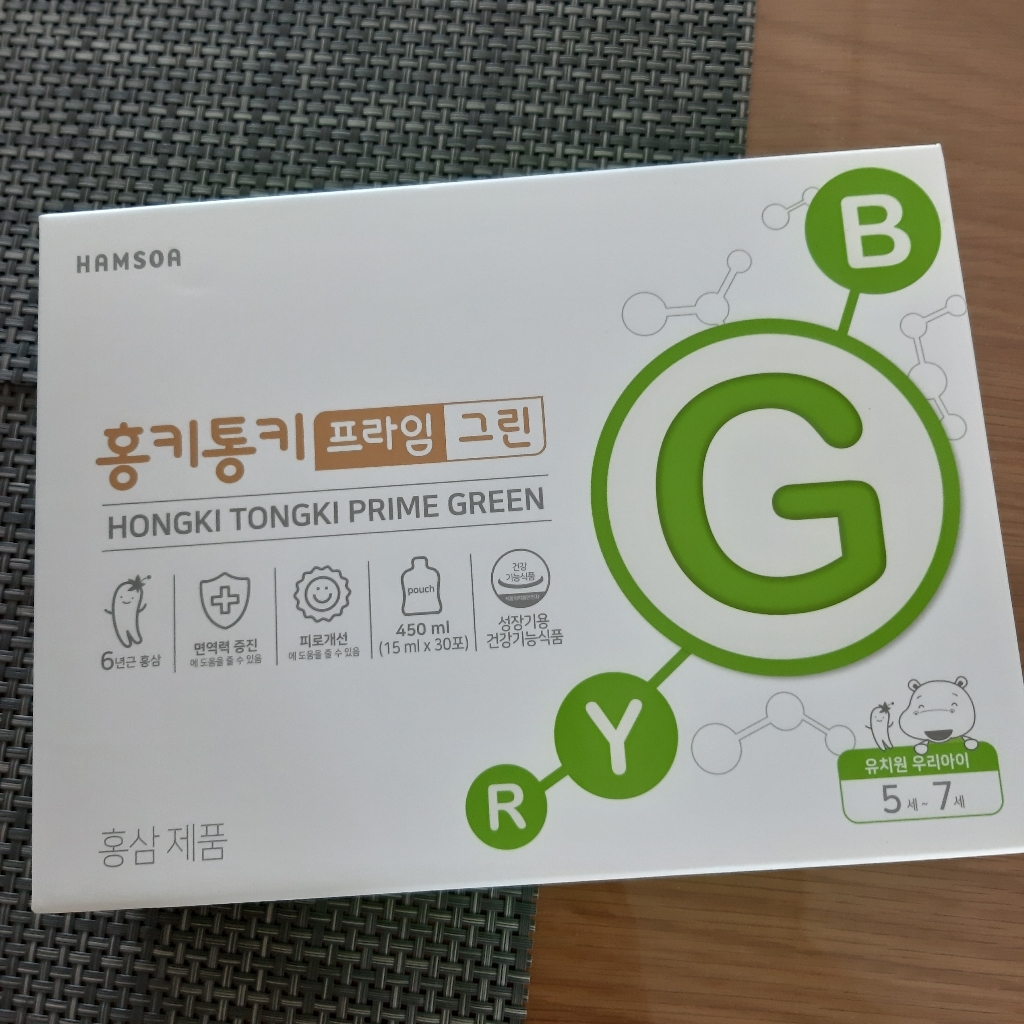 HAMSOA
홍키통키 프라임 그린
HONGKI TONGKI PRIME GREEN
6년근 홍삼
면역력 증진
에 도움을 줄 수 있음
피로개선
에 도움을 줄 수 있음
pouch
450 ml
(15 ml x 30포)
건강
기능식품
성장기용
건강기능식품
B
G
Y
R
유치원 우리아이
5세~7세
홍삼 제품